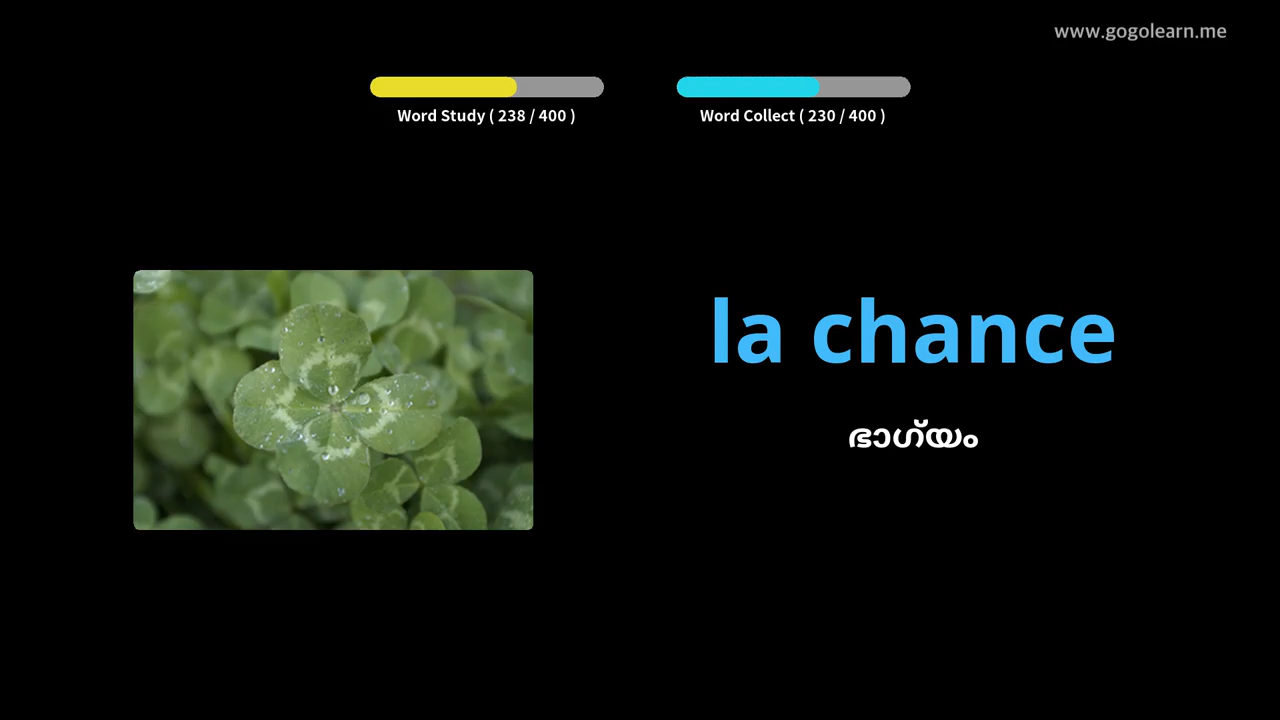 www.gogolearn.me
Word Study ( 238 / 400 )
Word Collect ( 230 / 400 )
la chance
ഭാഗ്യം